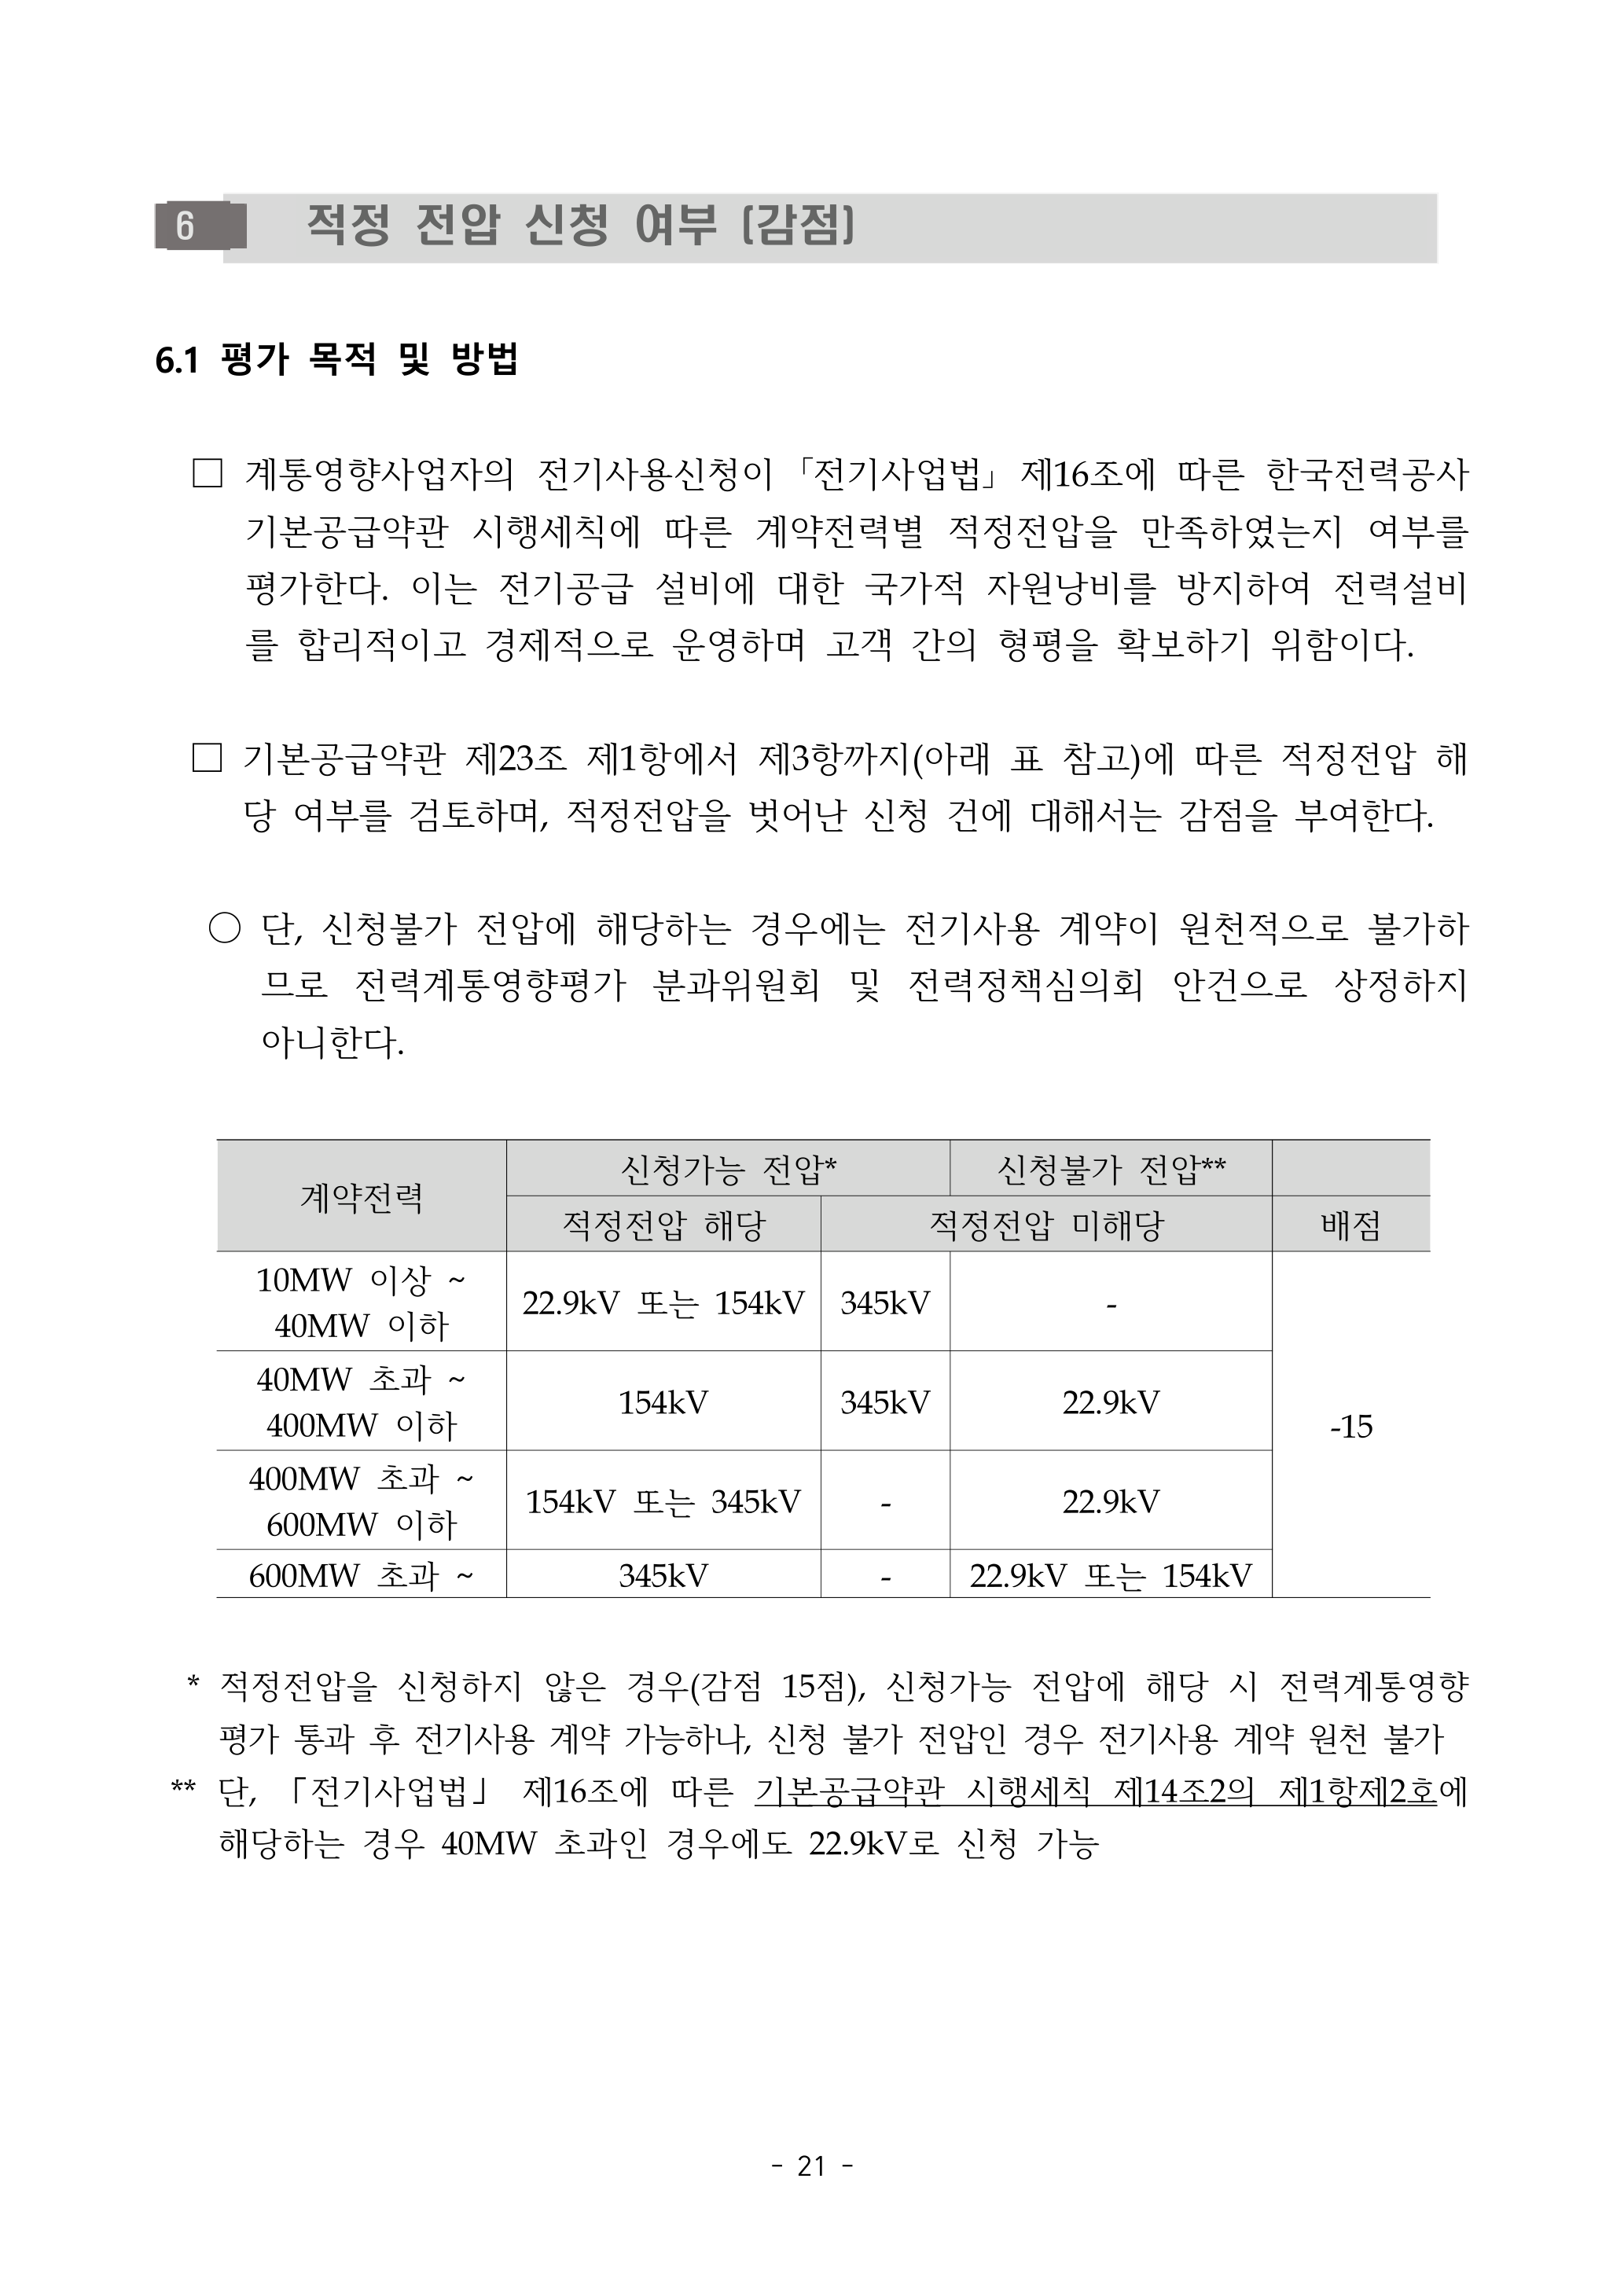 6 적정 전압 신청 여부 [감점]
6.1 평가 목적 및 방법
□ 계통영향사업자의 전기사용신청이 「전기사업법」 제16조에 따른 한국전력공사
기본공급약관 시행세칙에 따른 계약전력별 적정전압을 만족하였는지 여부를
평가한다. 이는 전기공급 설비에 대한 국가적 자원낭비를 방지하여 전력설비
를 합리적이고 경제적으로 운영하며 고객 간의 형평을 확보하기 위함이다.
□ 기본공급약관 제23조 제1항에서 제3항까지(아래 표 참고)에 따른 적정전압 해
당 여부를 검토하며, 적정전압을 벗어난 신청 건에 대해서는 감점을 부여한다.
○ 단, 신청불가 전압에 해당하는 경우에는 전기사용 계약이 원천적으로 불가하
므로 전력계통영향평가 분과위원회 및 전력정책심의회 안건으로 상정하지
아니한다.
계약전력 신청가능 전압* 신청불가 전압**
적정전압 해당 적정전압 미해당 배점
10MW 이상 ~
40MW 이하
22.9kV 또는 154kV 345kV -
40MW 초과 ~
400MW 이하
154kV 345kV 22.9kV
-15
400MW 초과 ~
600MW 이하
154kV 또는 345kV - 22.9kV
600MW 초과 ~ 345kV - 22.9kV 또는 154kV
* 적정전압을 신청하지 않은 경우(감점 15점), 신청가능 전압에 해당 시 전력계통영향
평가 통과 후 전기사용 계약 가능하나, 신청 불가 전압인 경우 전기사용 계약 원천 불가
** 단, 「전기사업법」 제16조에 따른 기본공급약관 시행세칙 제14조2의 제1항제2호에
해당하는 경우 40MW 초과인 경우에도 22.9kV로 신청 가능
- 21 -